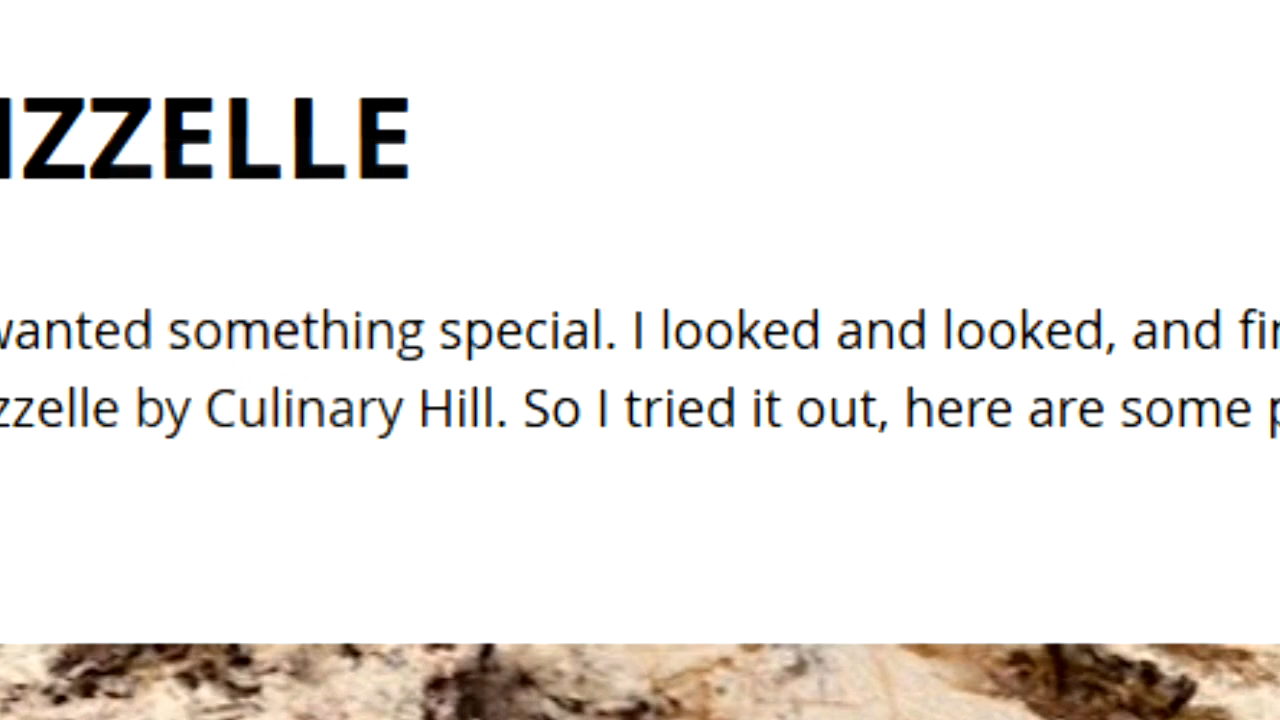 IZZELLE
wanted something special. I looked and looked, and fin
zzelle by Culinary Hill. So I tried it out, here are some p